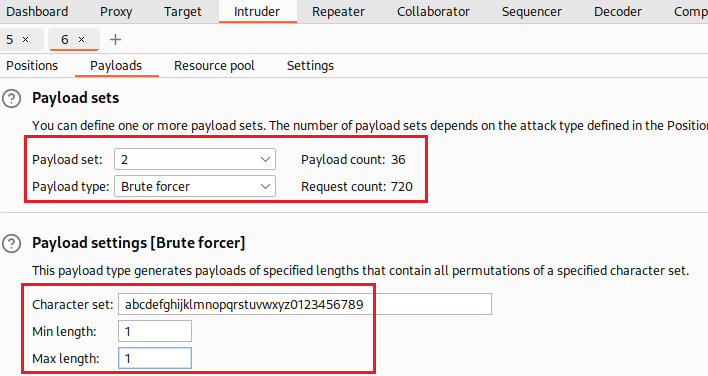 Dashboard Proxy Target Intruder Repeater Collaborator Sequencer Decoder Comp
5 × 6 × +
Positions Payloads Resource pool Settings
? Payload sets
You can define one or more payload sets. The number of payload sets depends on the attack type defined in the Positio
Payload set: 2 Payload count: 36
Payload type: Brute forcer Request count: 720
? Payload settings [Brute forcer]
This payload type generates payloads of specified lengths that contain all permutations of a specified character set.
Character set: abcdefghijklmnopqrstuvwxyz0123456789
Min length: 1
Max length: 1